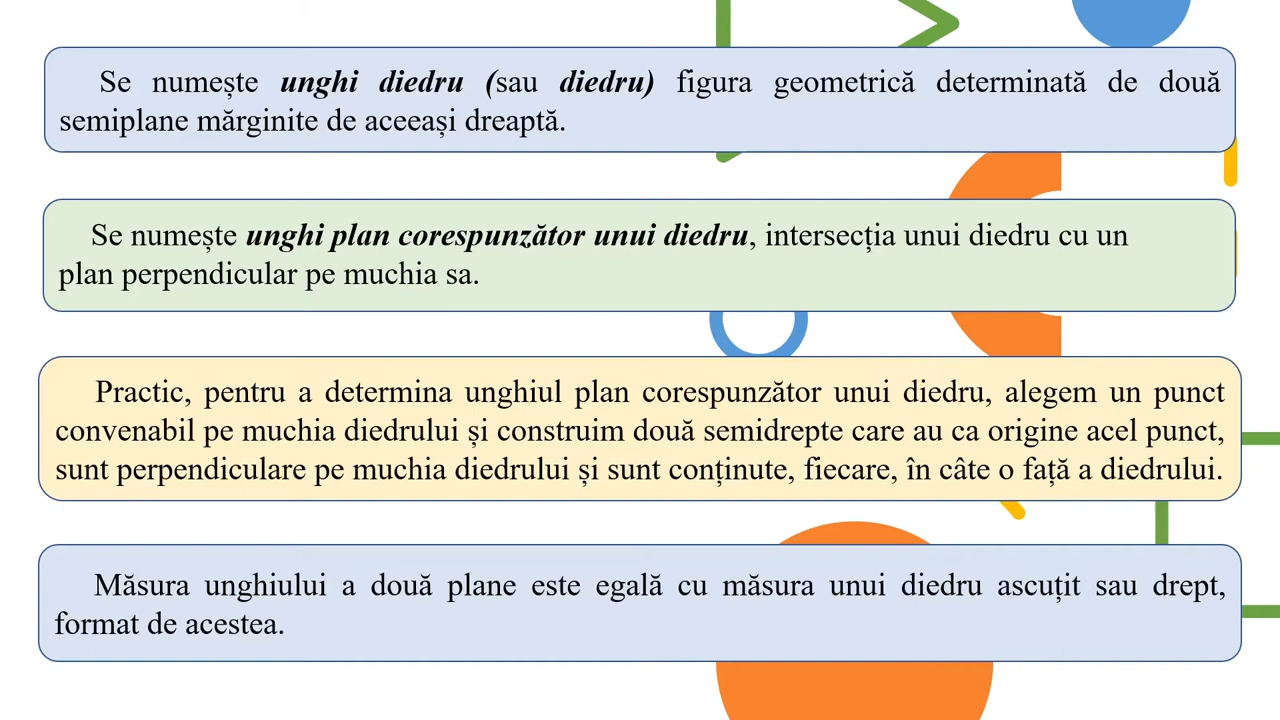 Se numește unghi diedru (sau diedru) figura geometrică determinată de două
semiplane mărginite de aceeași dreaptă.
Se numește unghi plan corespunzător unui diedru, intersecția unui diedru cu un
plan perpendicular pe muchia sa.
Practic, pentru a determina unghiul plan corespunzător unui diedru, alegem un punct
convenabil pe muchia diedrului și construim două semidrepte care au ca origine acel punct,
sunt perpendiculare pe muchia diedrului și sunt conținute, fiecare, în câte o față a diedrului.
Măsura unghiului a două plane este egală cu măsura unui diedru ascuțit sau drept,
format de acestea.